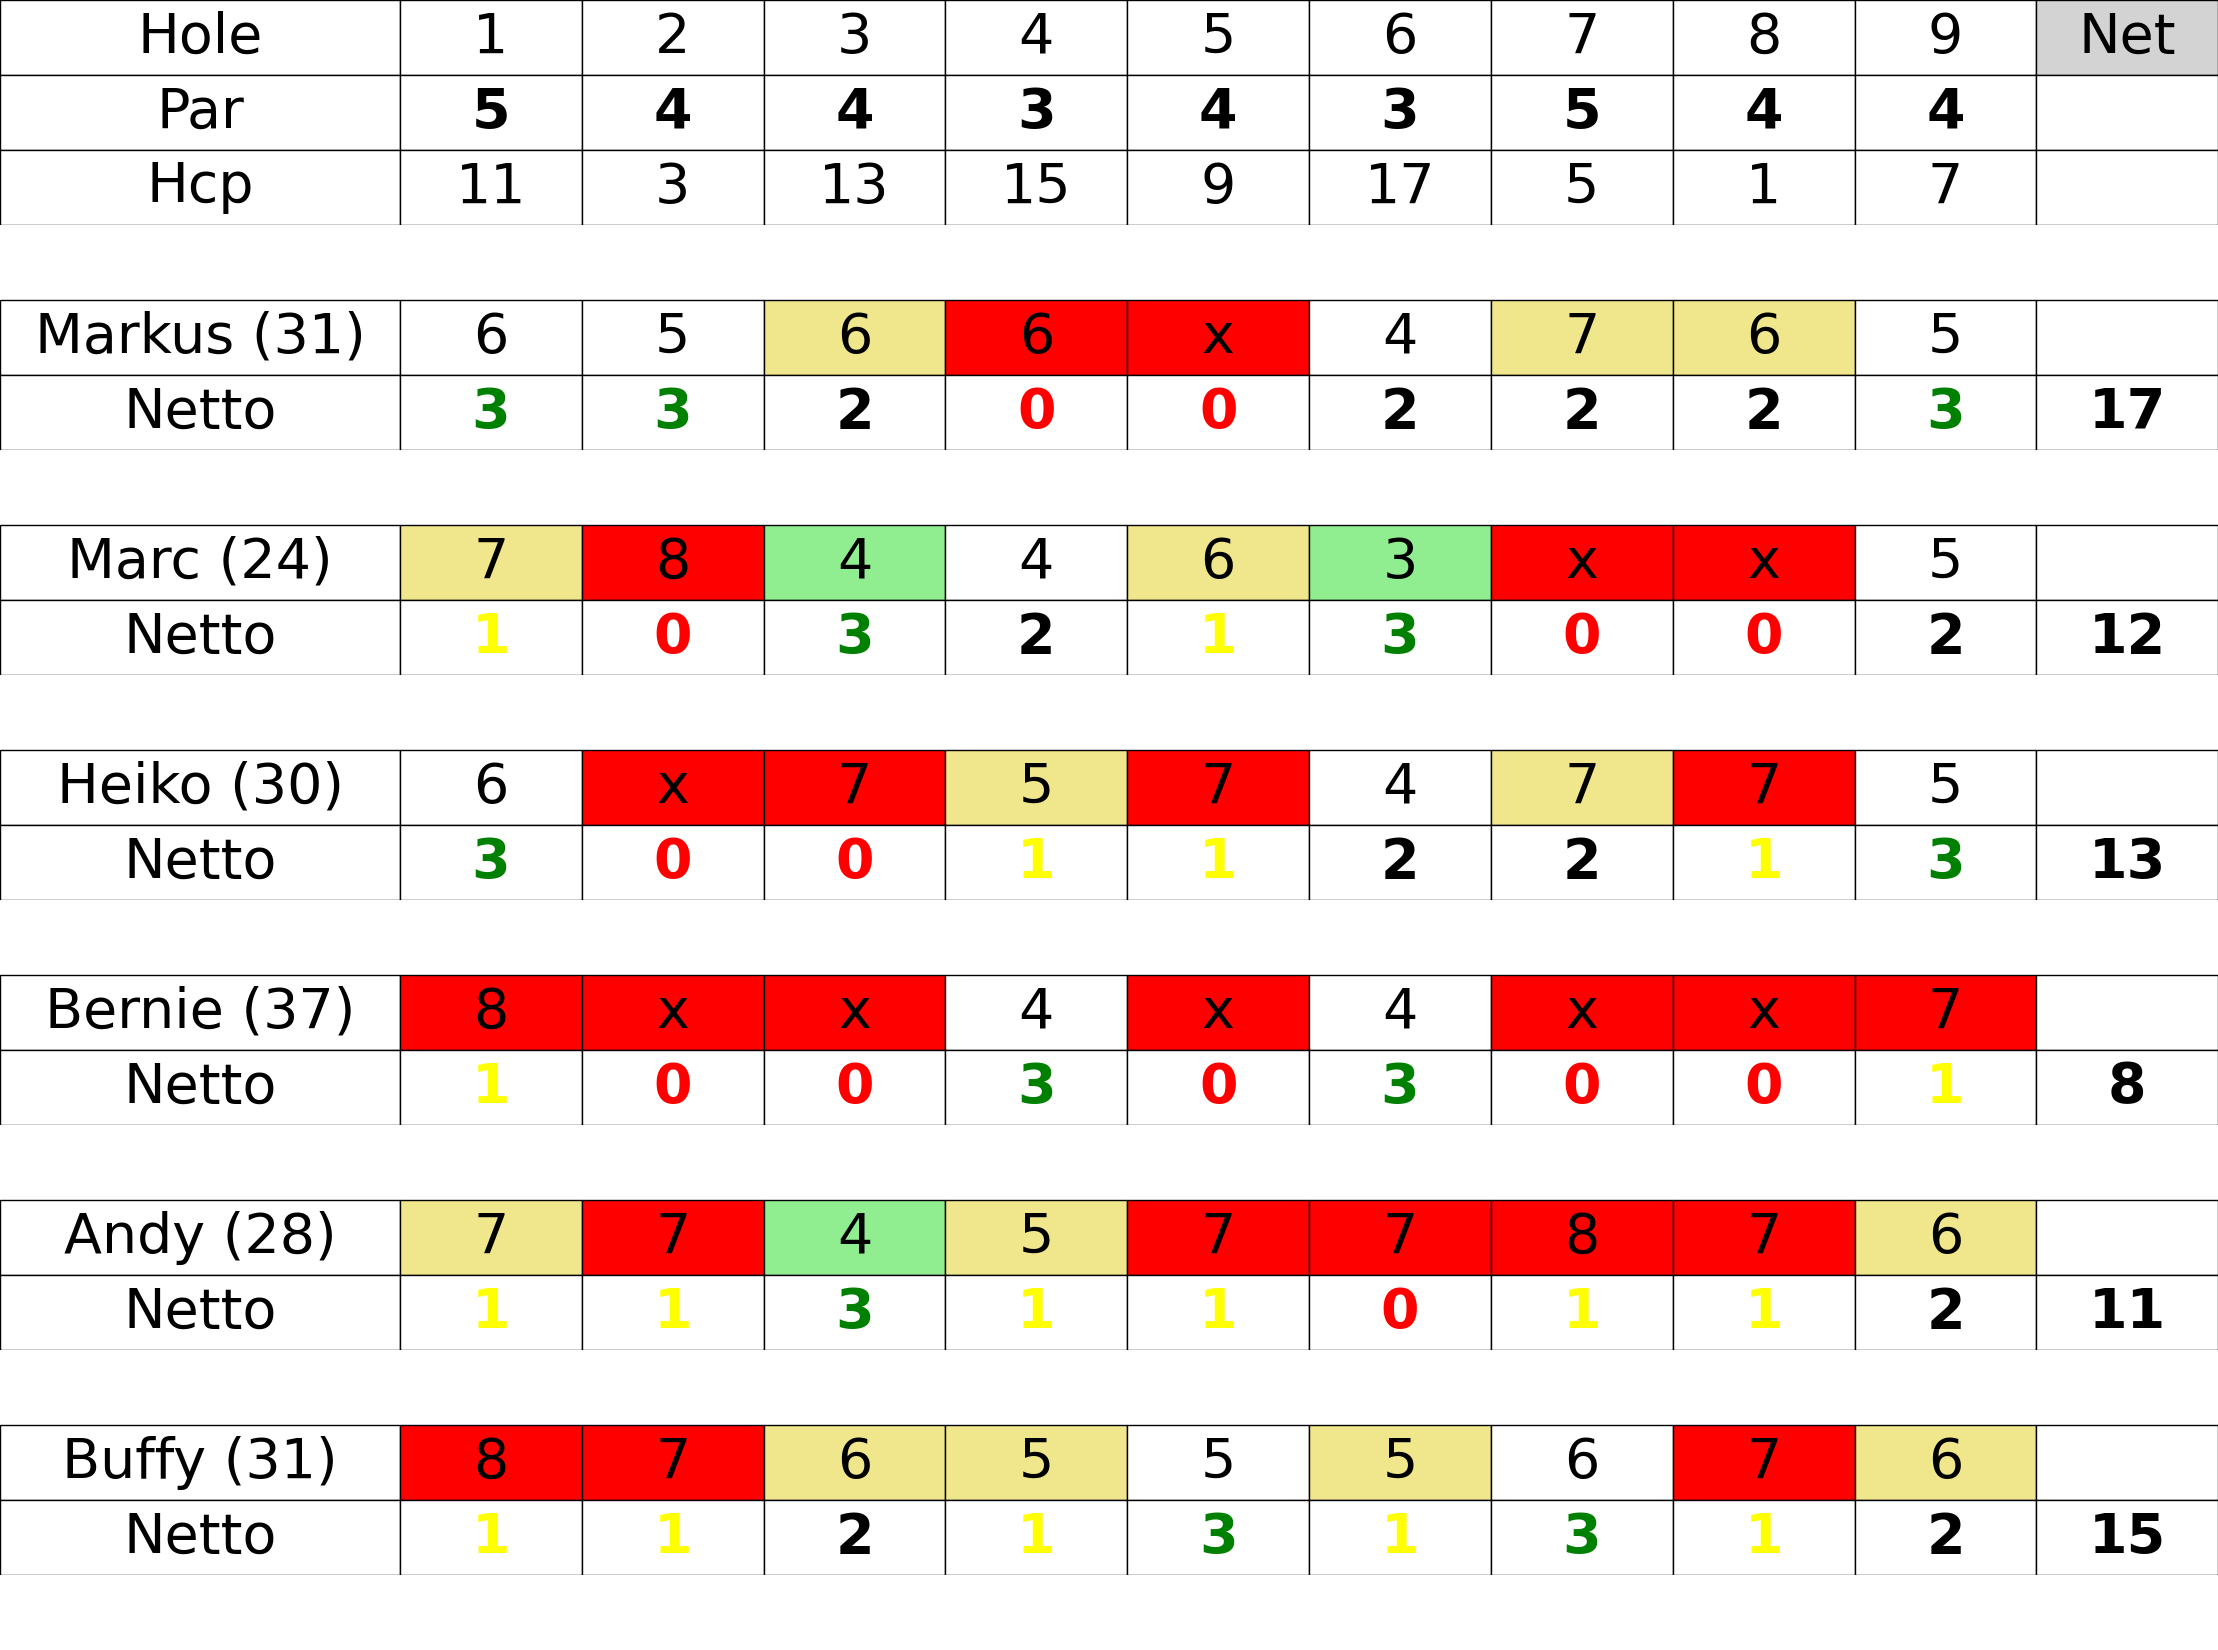 Hole 1 2 3 4 5 6 7 8 9 Net
Par 5 4 4 3 4 3 5 4 4
Hcp 11 3 13 15 9 17 5 1 7
Markus (31) 6 5 6 6 x 4 7 6 5
Netto 3 3 2 0 0 2 2 2 3 17
Marc (24) 7 8 4 4 6 3 x x 5
Netto 1 0 3 2 1 3 0 0 2 12
Heiko (30) 6 x 7 5 7 4 7 7 5
Netto 3 0 0 1 1 2 2 1 3 13
Bernie (37) 8 x x 4 x 4 x x 7
Netto 1 0 0 3 0 3 0 0 1 8
Andy (28) 7 7 4 5 7 7 8 7 6
Netto 1 1 3 1 1 0 1 1 2 11
Buffy (31) 8 7 6 5 5 5 6 7 6
Netto 1 1 2 1 3 1 3 1 2 15